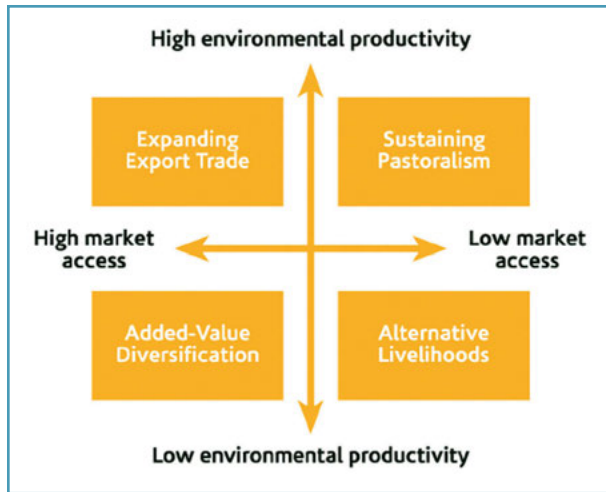 High environmental productivity
Expanding
Export Trade
Sustaining
Pastoralism
High market
access
Low market
access
Added-Value
Diversification
Alternative
Livelihoods
Low environmental productivity